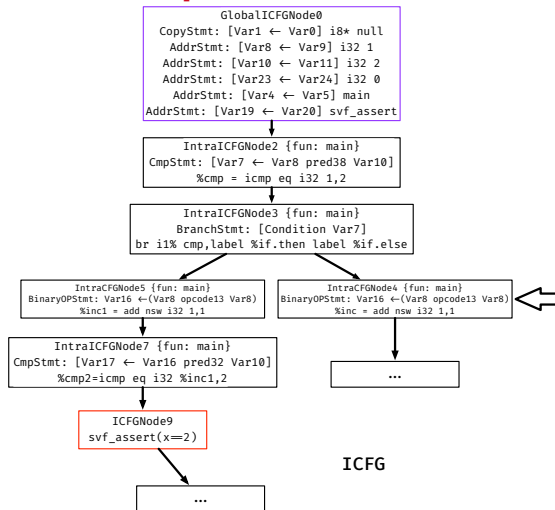 GlobalICFGNode0
CopyStmt: [Var1 ← Var0] i8* null
AddrStmt: [Var8 ← Var9] i32 1
AddrStmt: [Var10 ← Var11] i32 2
AddrStmt: [Var23 ← Var24] i32 0
AddrStmt: [Var4 ← Var5] main
AddrStmt: [Var19 ← Var20] svf_assert
IntraICFGNode2 {fun: main}
CmpStmt: [Var7 ← Var8 pred38 Var10]
%cmp = icmp eq i32 1,2
IntraICFGNode3 {fun: main}
BranchStmt: [Condition Var7]
br i1% cmp,label %if.then label %if.else
IntraCFGNode5 {fun: main}
BinaryOPStmt: Var16 ←(Var8 opcode13 Var8)
%inc1 = add nsw i32 1,1
IntraCFGNode4 {fun: main}
BinaryOPStmt: Var16 ←(Var8 opcode13 Var8)
%inc = add nsw i32 1,1
IntraICFGNode7 {fun: main}
CmpStmt: [Var17 ← Var16 pred32 Var10]
%cmp2=icmp eq i32 %inc1,2
…
ICFGNode9
svf_assert(x==2)
ICFG
…